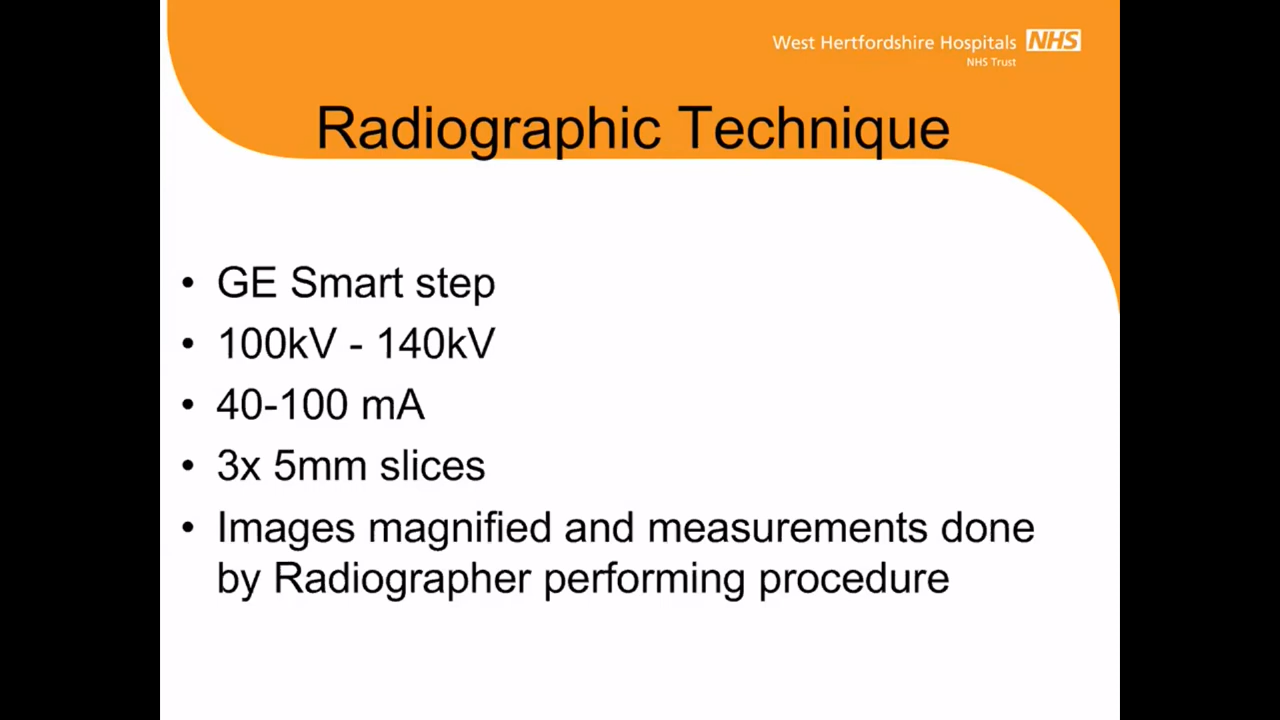 West Hertfordshire Hospitals NHS
NHS Trust
Radiographic Technique
• GE Smart step
• 100kV - 140kV
• 40-100 mA
• 3x 5mm slices
• Images magnified and measurements done
by Radiographer performing procedure